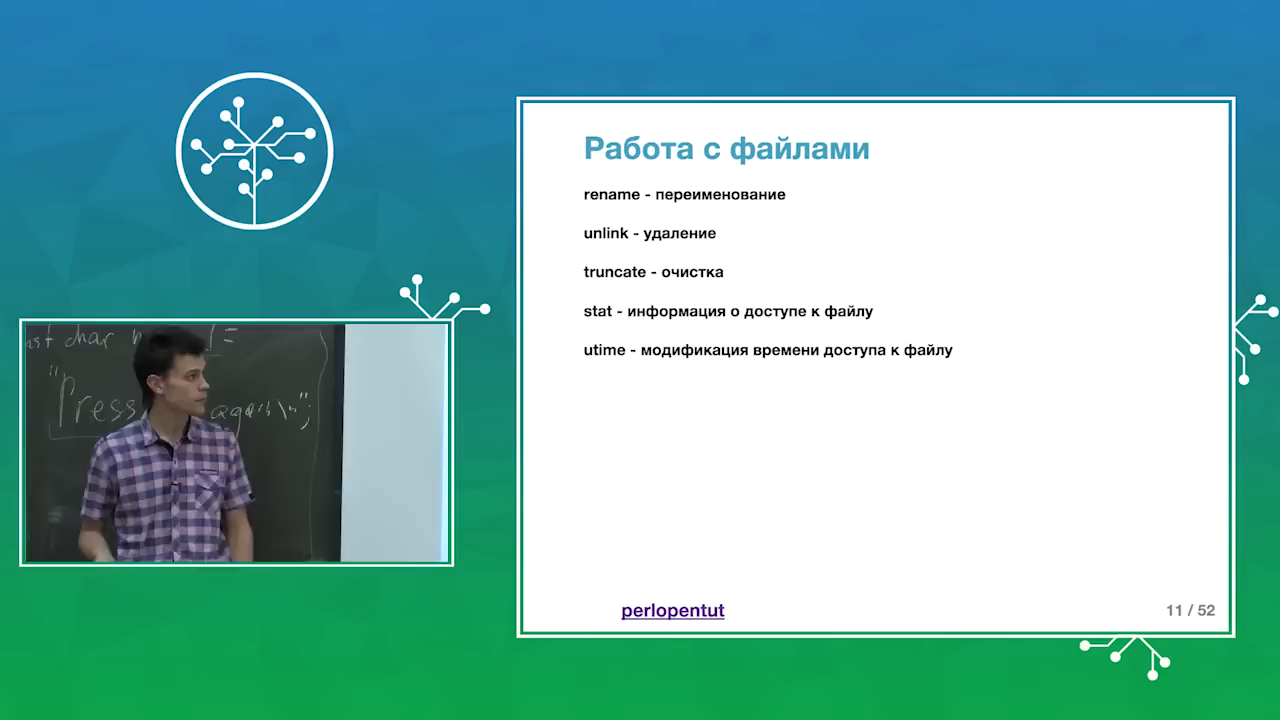 Работа с файлами
rename - переименование
unlink - удаление
truncate - очистка
stat - информация о доступе к файлу
utime - модификация времени доступа к файлу
perlopentut
11 / 52
char
"Press